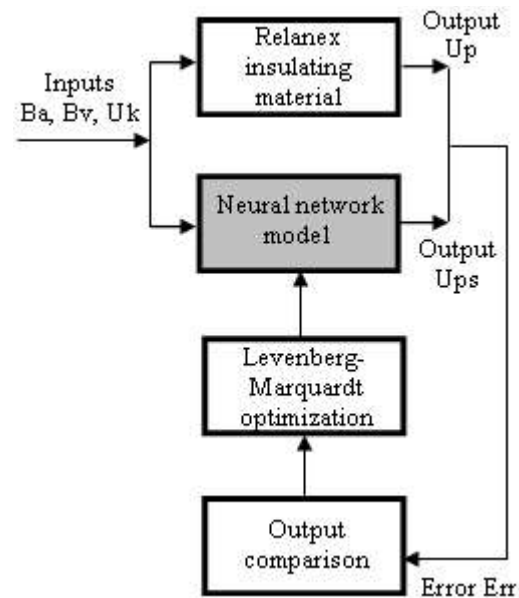 Inputs
Ba, Bv, Uk
Relanex
insulating
material
Output
Up
Neural network
model
Output
Ups
Levenberg-
Marquardt
optimization
Output
comparison
Error Err